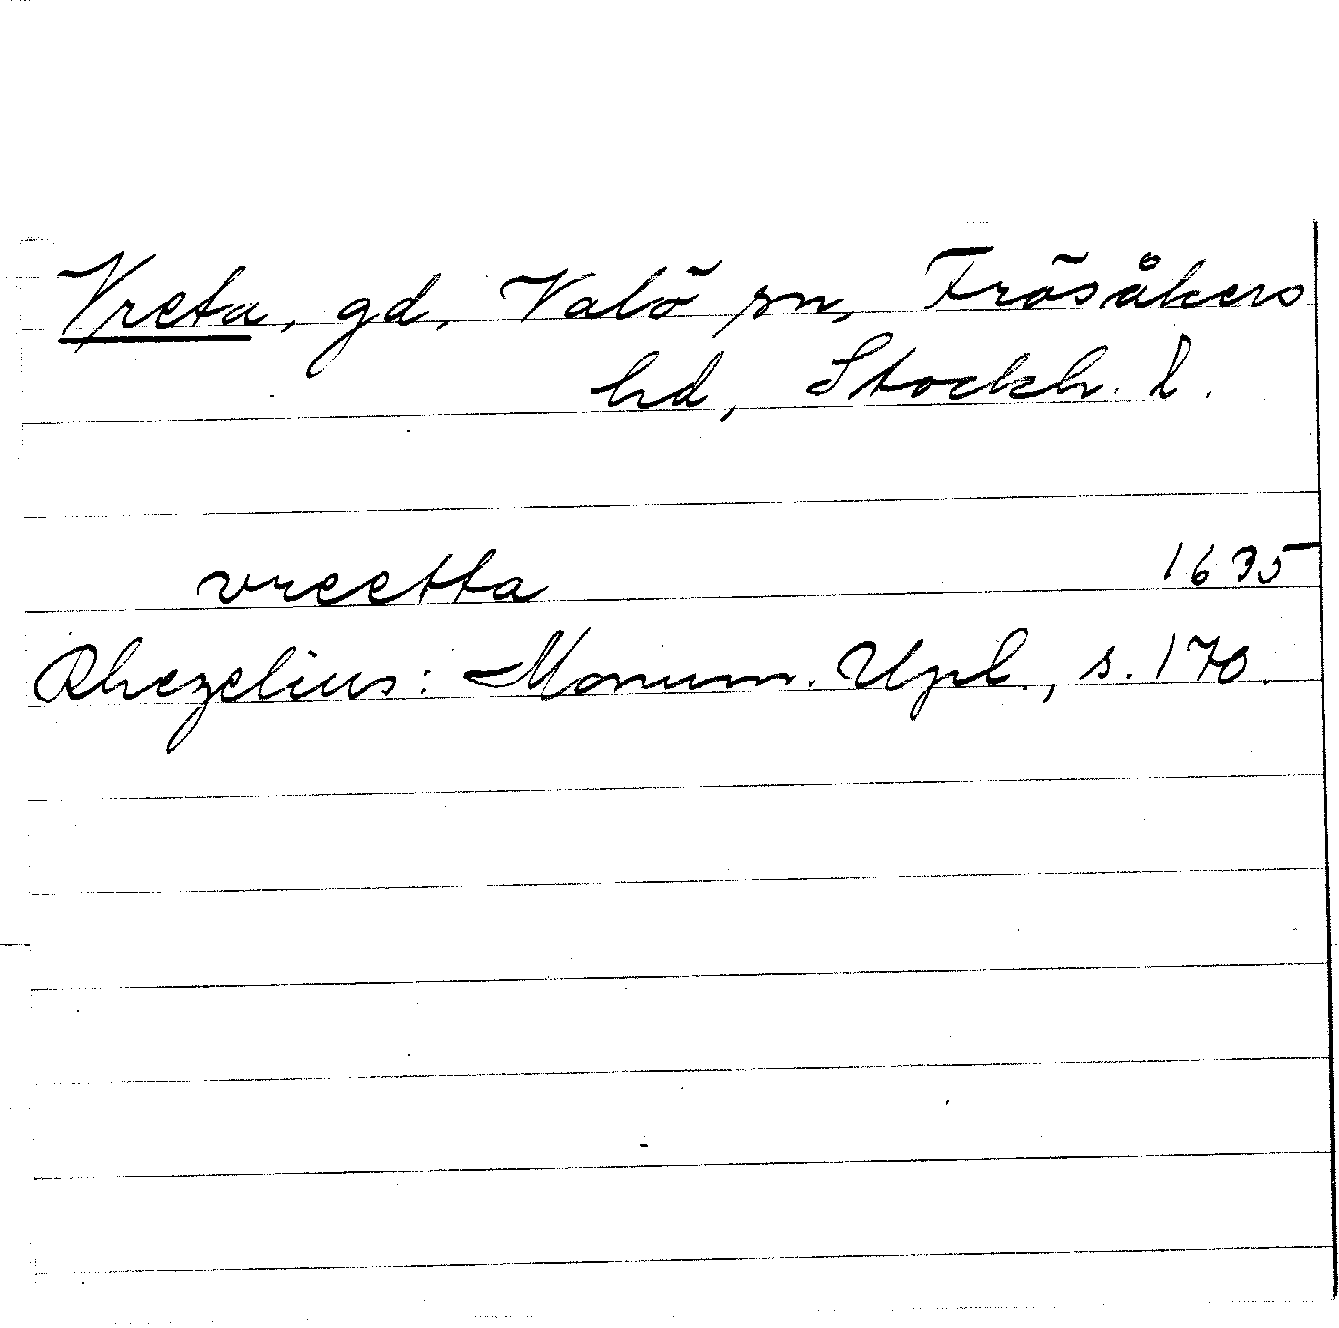 Vreta, gd, Valö sn, Frösåkers
hd, Stockh. l.
vreetta 1635
Rhezelius: Monum. Upl., s. 170.